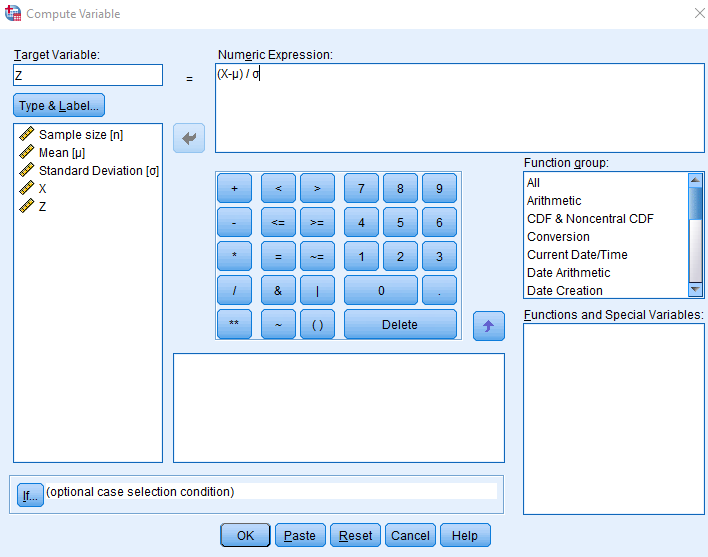 Compute Variable
Target Variable:
Z
=
Numeric Expression:
(X-μ) / σ
Type & Label...
Sample size [n]
Mean [μ]
Standard Deviation [σ]
X
Z
+ < > 7 8 9
- <= >= 4 5 6
* = ~= 1 2 3
/ & | 0 .
** ~ ( ) Delete
Function group:
All
Arithmetic
CDF & Noncentral CDF
Conversion
Current Date/Time
Date Arithmetic
Date Creation
Functions and Special Variables:
If... (optional case selection condition)
OK Paste Reset Cancel Help